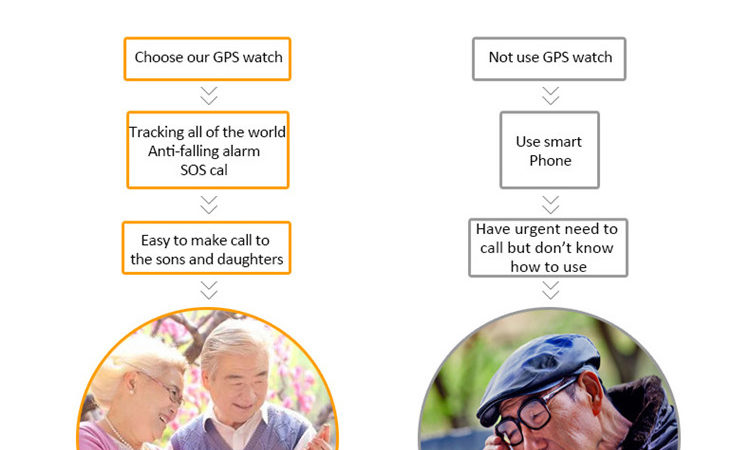 Choose our GPS watch
Tracking all of the world
Anti-falling alarm
SOS cal
Easy to make call to
the sons and daughters
Not use GPS watch
Use smart
Phone
Have urgent need to
call but don't know
how to use